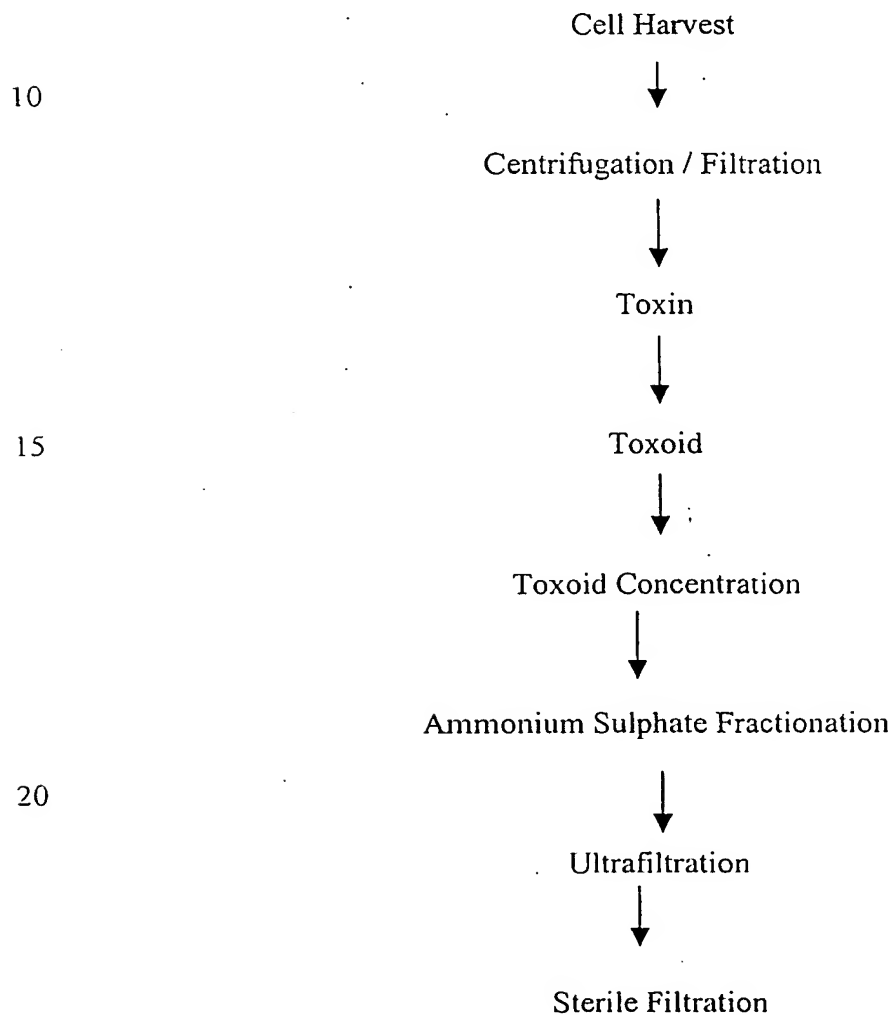 Cell Harvest
10
Centrifugation / Filtration
Toxin
15
Toxoid
Toxoid Concentration
Ammonium Sulphate Fractionation
20
Ultrafiltration
Sterile Filtration